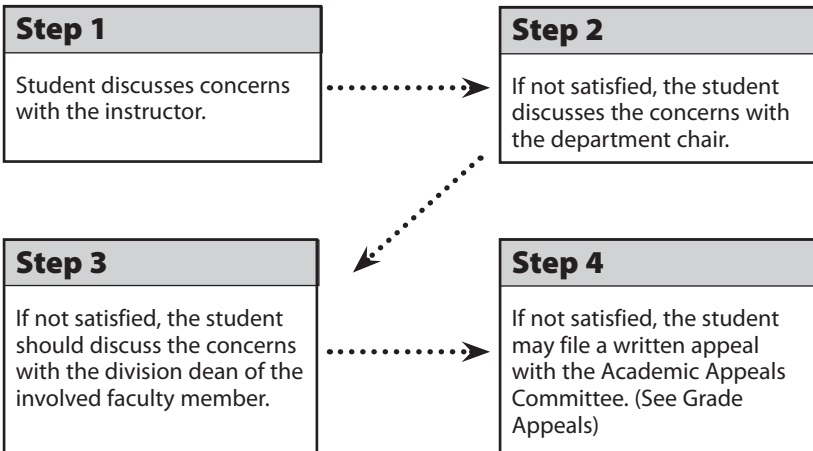 Step 1
Student discusses concerns
with the instructor.
Step 2
If not satisfied, the student
discusses the concerns with
the department chair.
Step 3
If not satisfied, the student
should discuss the concerns
with the division dean of the
involved faculty member.
Step 4
If not satisfied, the student
may file a written appeal
with the Academic Appeals
Committee. (See Grade
Appeals)